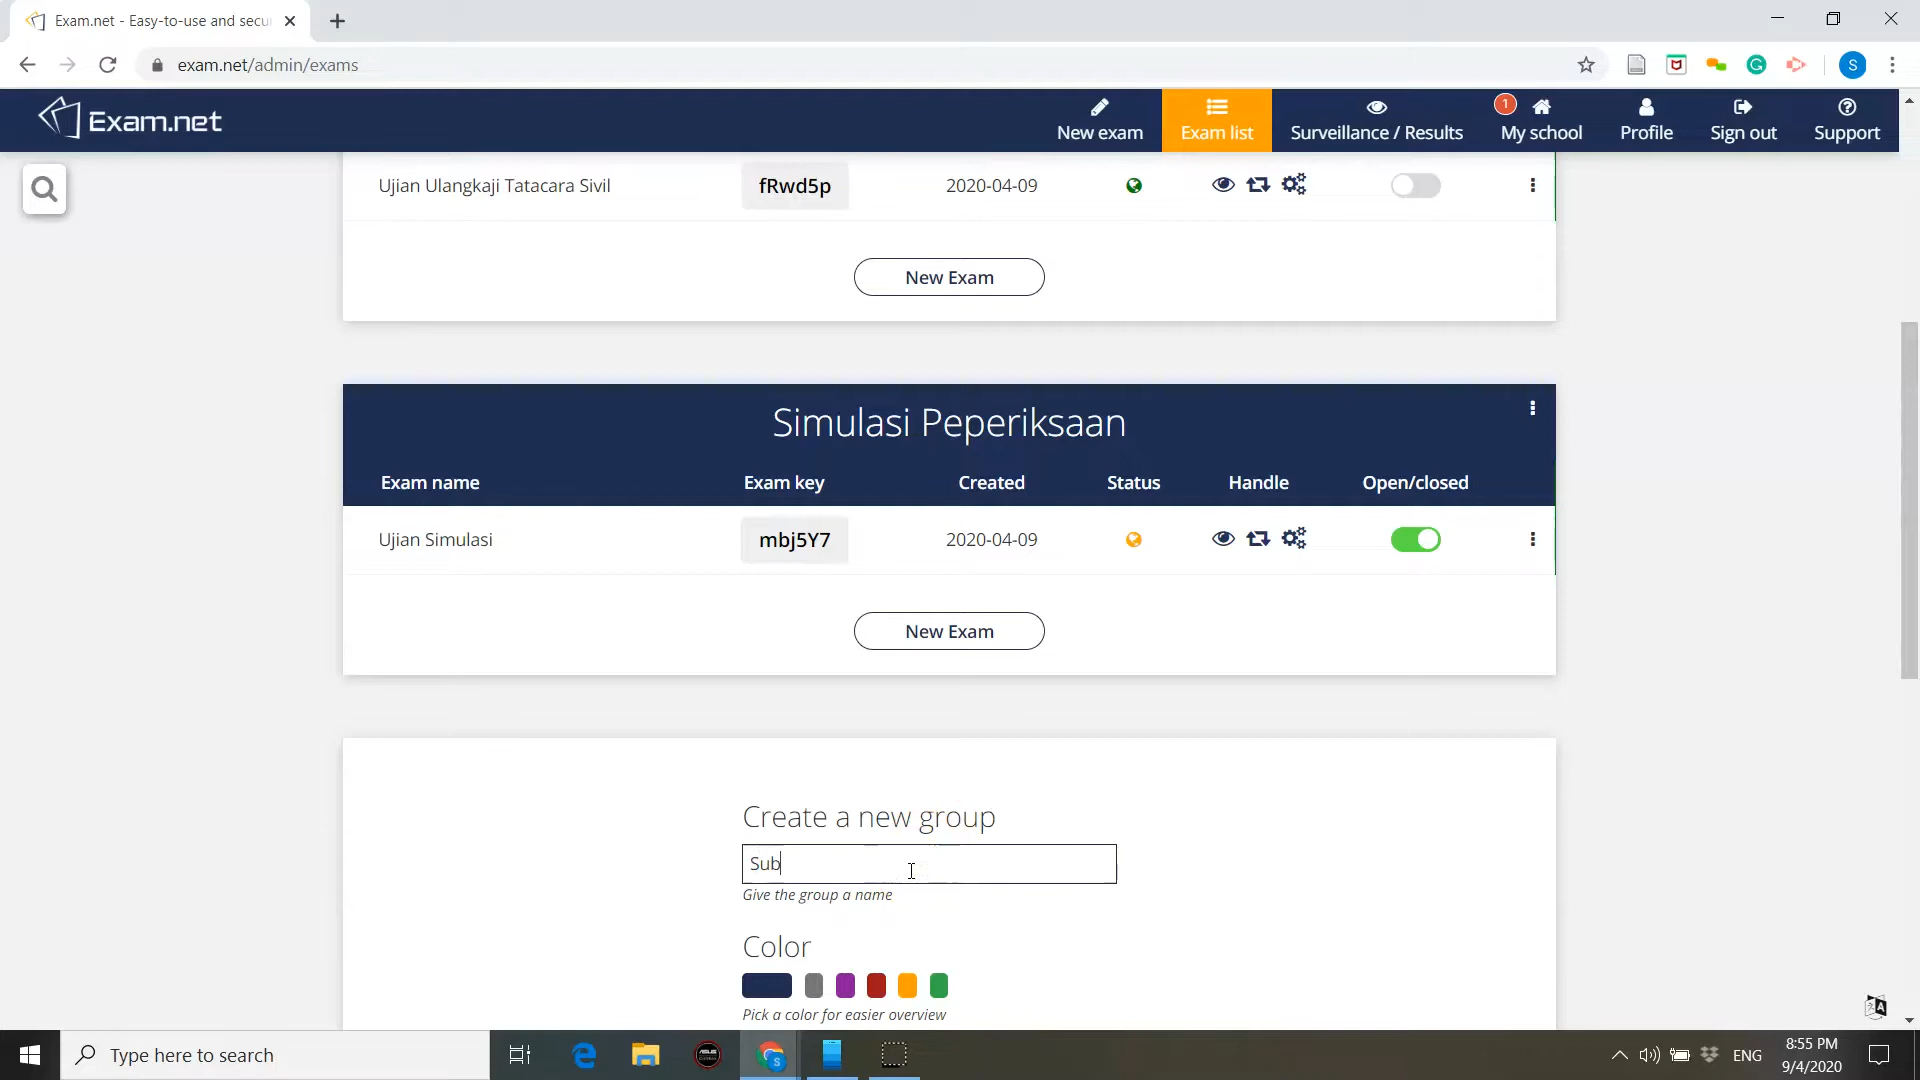 Exam.net - Easy-to-use and secu
exam.net/admin/exams
S
Exam.net
New exam
Exam list
Surveillance / Results
1
My school
Profile
Sign out
Support
Ujian Ulangkaji Tatacara Sivil fRwd5p 2020-04-09
New Exam
Simulasi Peperiksaan
Exam name Exam key Created Status Handle Open/closed
Ujian Simulasi mbj5Y7 2020-04-09
New Exam
Create a new group
Sub
Give the group a name
Color
Pick a color for easier overview
Type here to search
ENG
8:55 PM
9/4/2020